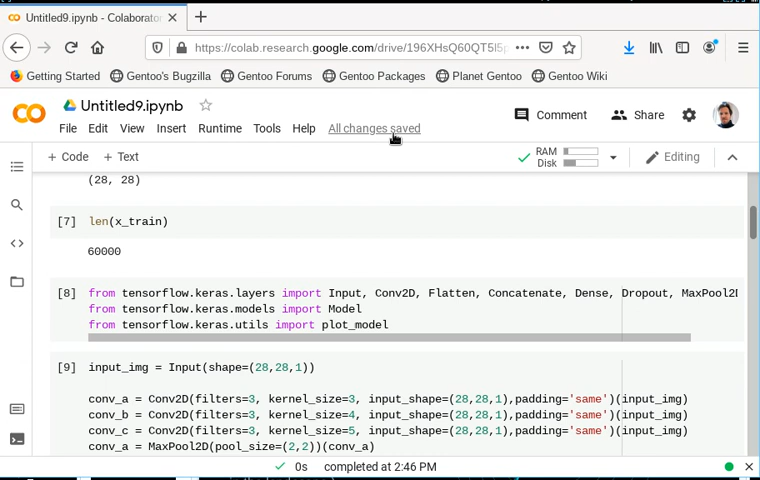 Untitled9.ipynb - Colaborator
https://colab.research.google.com/drive/196XHsQ60QT5l5p
Getting Started Gentoo's Bugzilla Gentoo Forums Gentoo Packages Planet Gentoo Gentoo Wiki
Untitled9.ipynb
Comment Share
File Edit View Insert Runtime Tools Help All changes saved
+ Code + Text
RAM
Disk
Editing
(28, 28)
[7] len(x_train)
60000
[8] from tensorflow.keras.layers import Input, Conv2D, Flatten, Concatenate, Dense, Dropout, MaxPool2D
from tensorflow.keras.models import Model
from tensorflow.keras.utils import plot_model
[9] input_img = Input(shape=(28,28,1))
conv_a = Conv2D(filters=3, kernel_size=3, input_shape=(28,28,1),padding='same')(input_img)
conv_b = Conv2D(filters=3, kernel_size=4, input_shape=(28,28,1),padding='same')(input_img)
conv_c = Conv2D(filters=3, kernel_size=5, input_shape=(28,28,1),padding='same')(input_img)
conv_a = MaxPool2D(pool_size=(2,2))(conv_a)
0s completed at 2:46 PM